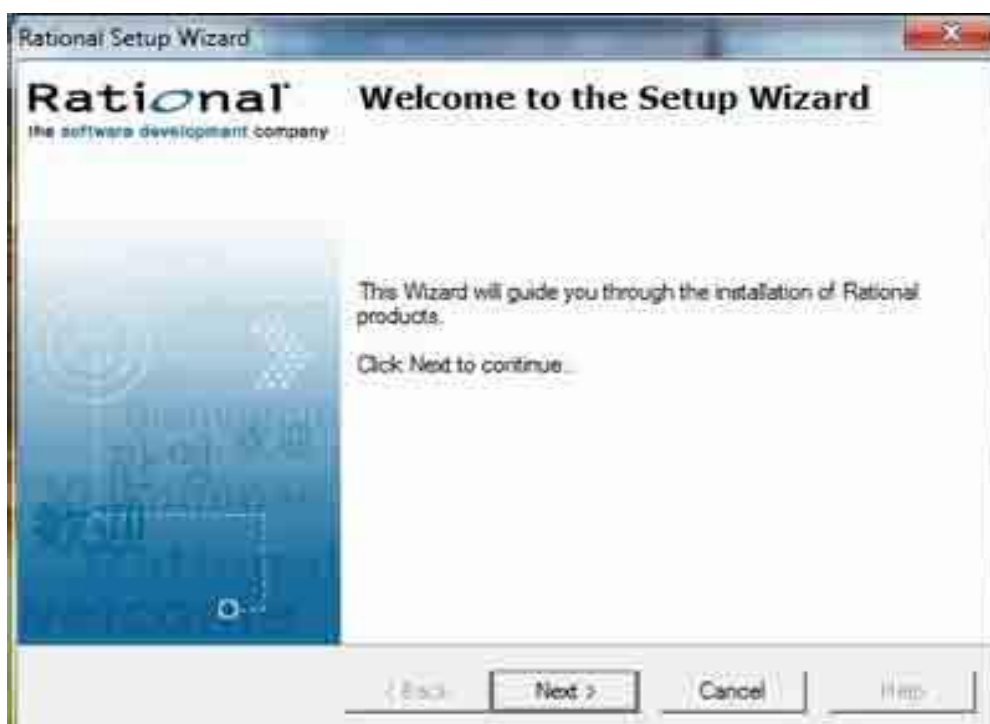 Rational Setup Wizard
Rational
the software development company
Welcome to the Setup Wizard
This Wizard will guide you through the installation of Rational
products.
Click Next to continue...
< Back
Next >
Cancel
Help